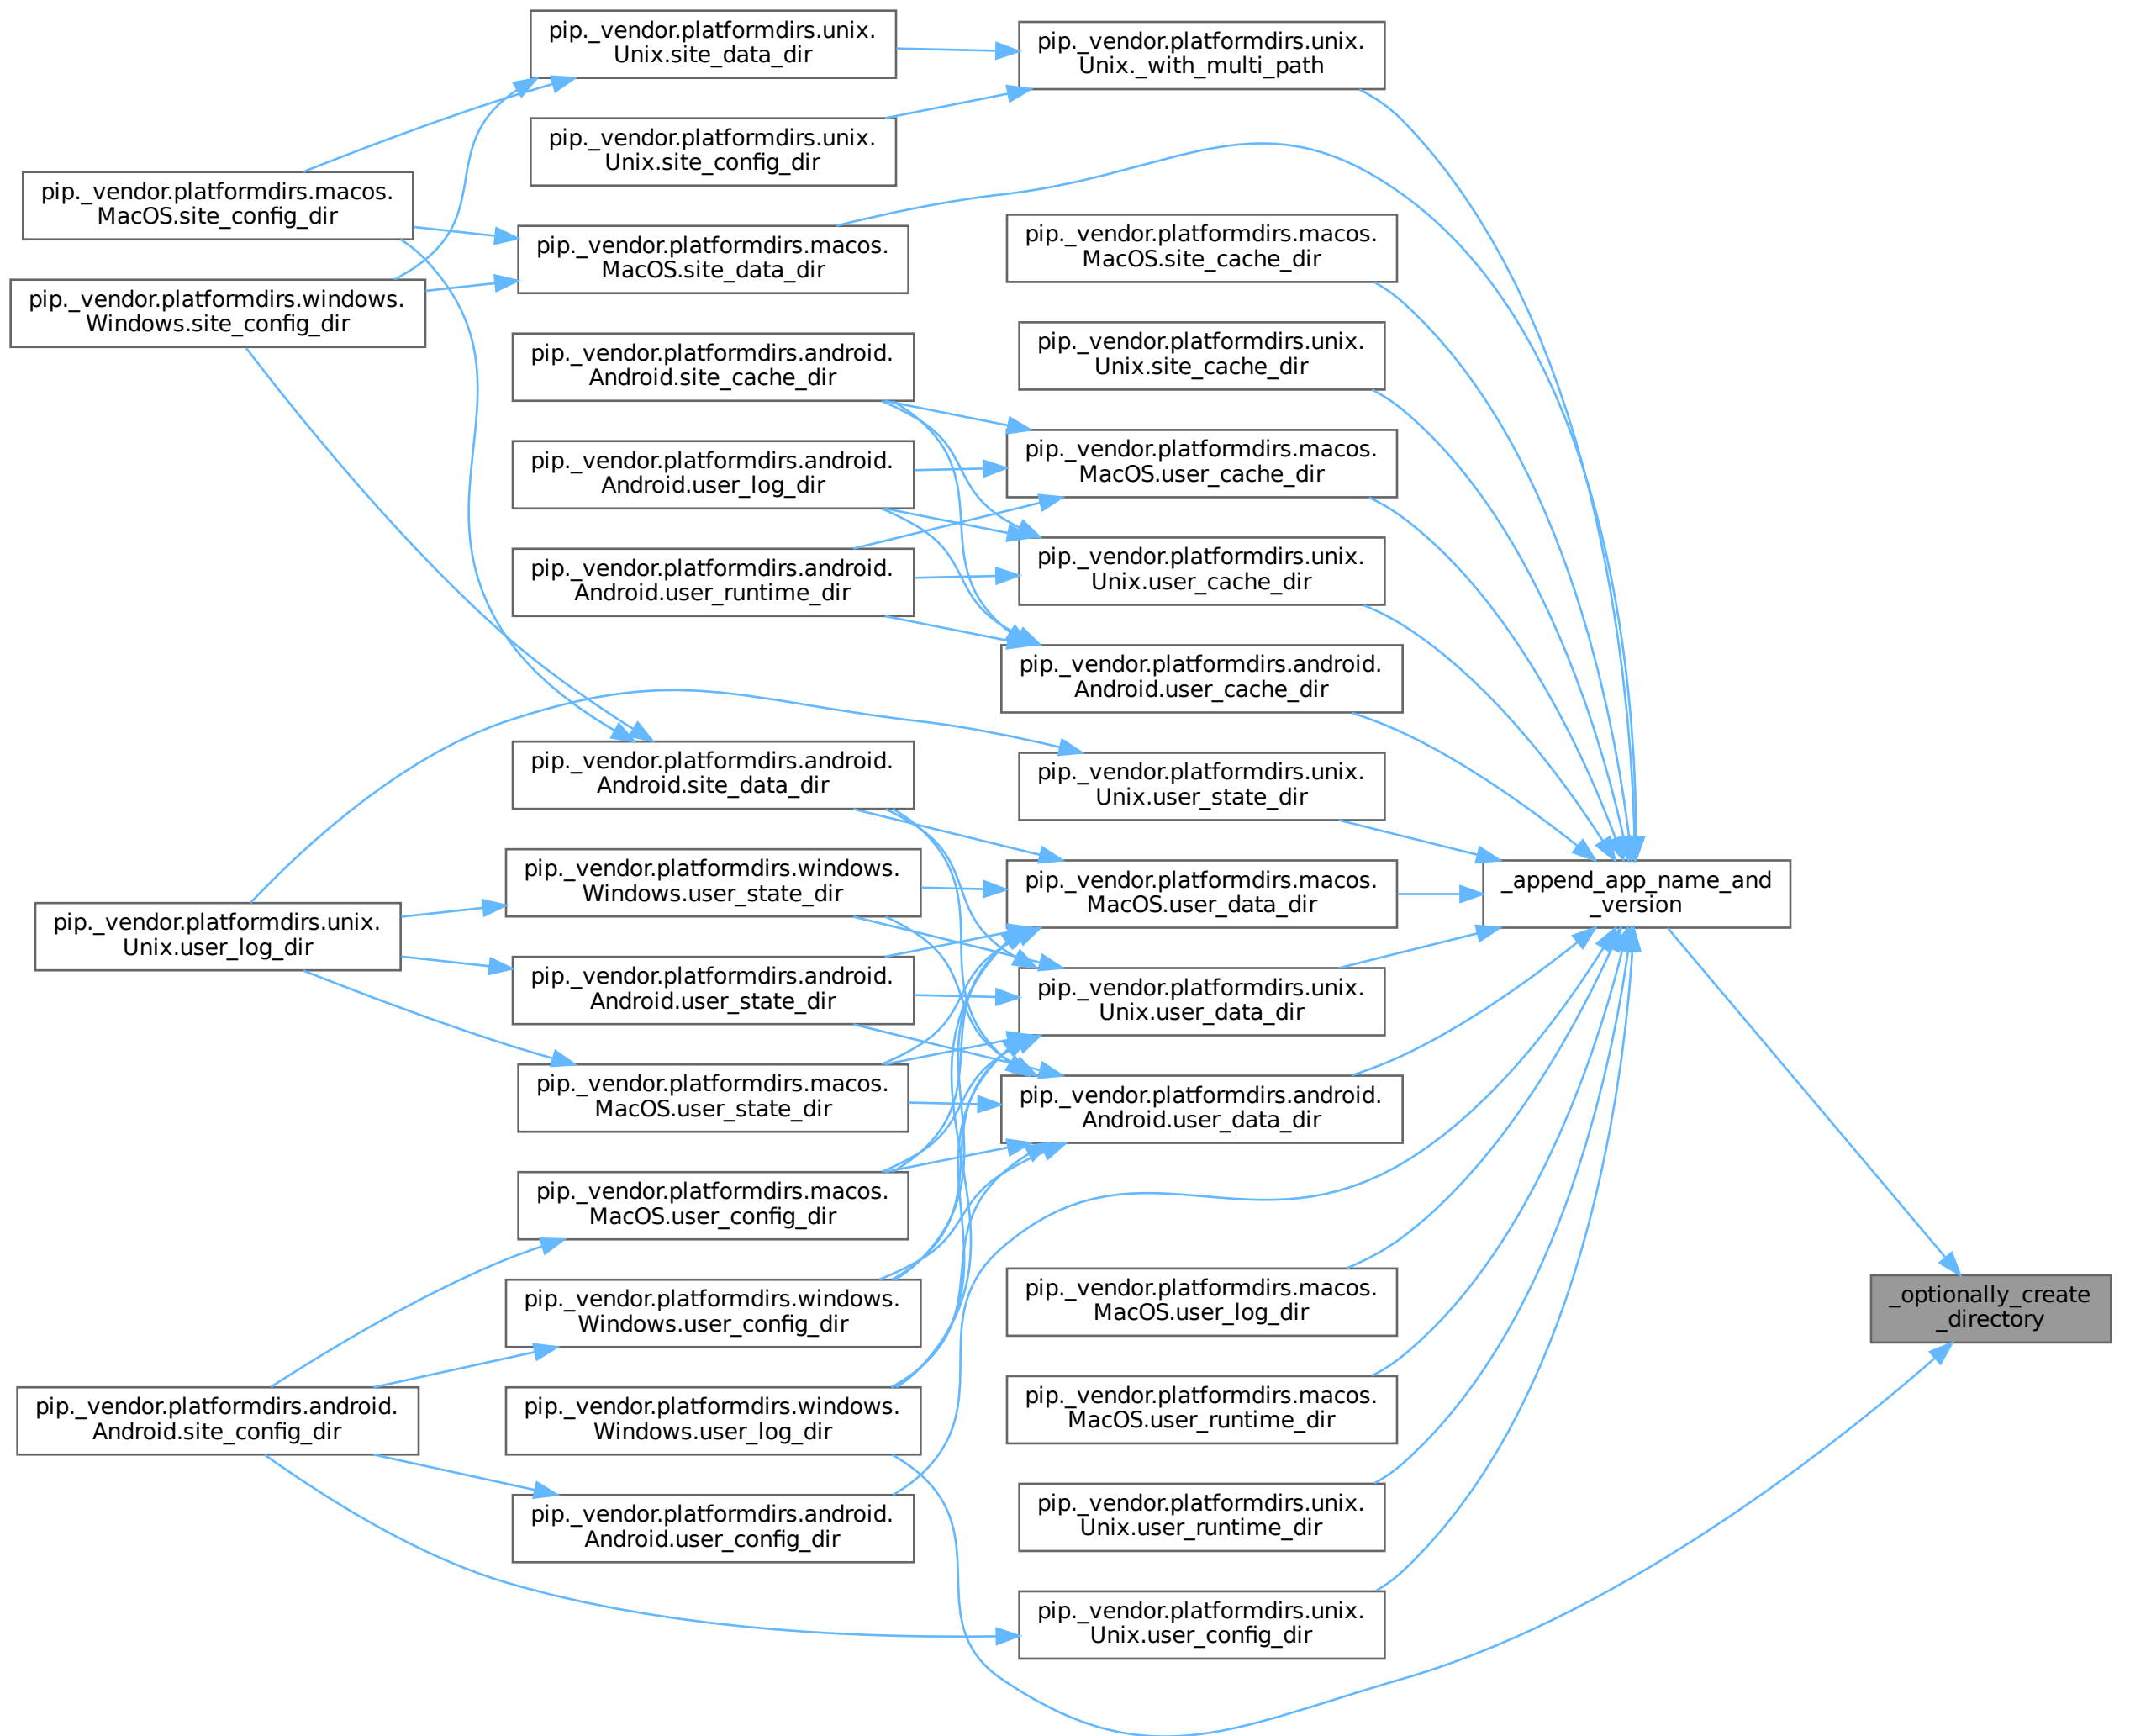 pip._vendor.platformdirs.unix.
Unix.site_data_dir
pip._vendor.platformdirs.unix.
Unix._with_multi_path
pip._vendor.platformdirs.unix.
Unix.site_config_dir
pip._vendor.platformdirs.macos.
MacOS.site_config_dir
pip._vendor.platformdirs.macos.
MacOS.site_data_dir
pip._vendor.platformdirs.macos.
MacOS.site_cache_dir
pip._vendor.platformdirs.windows.
Windows.site_config_dir
pip._vendor.platformdirs.android.
Android.site_cache_dir
pip._vendor.platformdirs.unix.
Unix.site_cache_dir
pip._vendor.platformdirs.android.
Android.user_log_dir
pip._vendor.platformdirs.macos.
MacOS.user_cache_dir
pip._vendor.platformdirs.android.
Android.user_runtime_dir
pip._vendor.platformdirs.unix.
Unix.user_cache_dir
pip._vendor.platformdirs.android.
Android.user_cache_dir
pip._vendor.platformdirs.android.
Android.site_data_dir
pip._vendor.platformdirs.unix.
Unix.user_state_dir
pip._vendor.platformdirs.windows.
Windows.user_state_dir
pip._vendor.platformdirs.macos.
MacOS.user_data_dir
_append_app_name_and
_version
pip._vendor.platformdirs.unix.
Unix.user_log_dir
pip._vendor.platformdirs.android.
Android.user_state_dir
pip._vendor.platformdirs.unix.
Unix.user_data_dir
pip._vendor.platformdirs.macos.
MacOS.user_state_dir
pip._vendor.platformdirs.android.
Android.user_data_dir
pip._vendor.platformdirs.macos.
MacOS.user_config_dir
pip._vendor.platformdirs.windows.
Windows.user_config_dir
pip._vendor.platformdirs.macos.
MacOS.user_log_dir
_optionally_create
_directory
pip._vendor.platformdirs.android.
Android.site_config_dir
pip._vendor.platformdirs.windows.
Windows.user_log_dir
pip._vendor.platformdirs.macos.
MacOS.user_runtime_dir
pip._vendor.platformdirs.android.
Android.user_config_dir
pip._vendor.platformdirs.unix.
Unix.user_runtime_dir
pip._vendor.platformdirs.unix.
Unix.user_config_dir